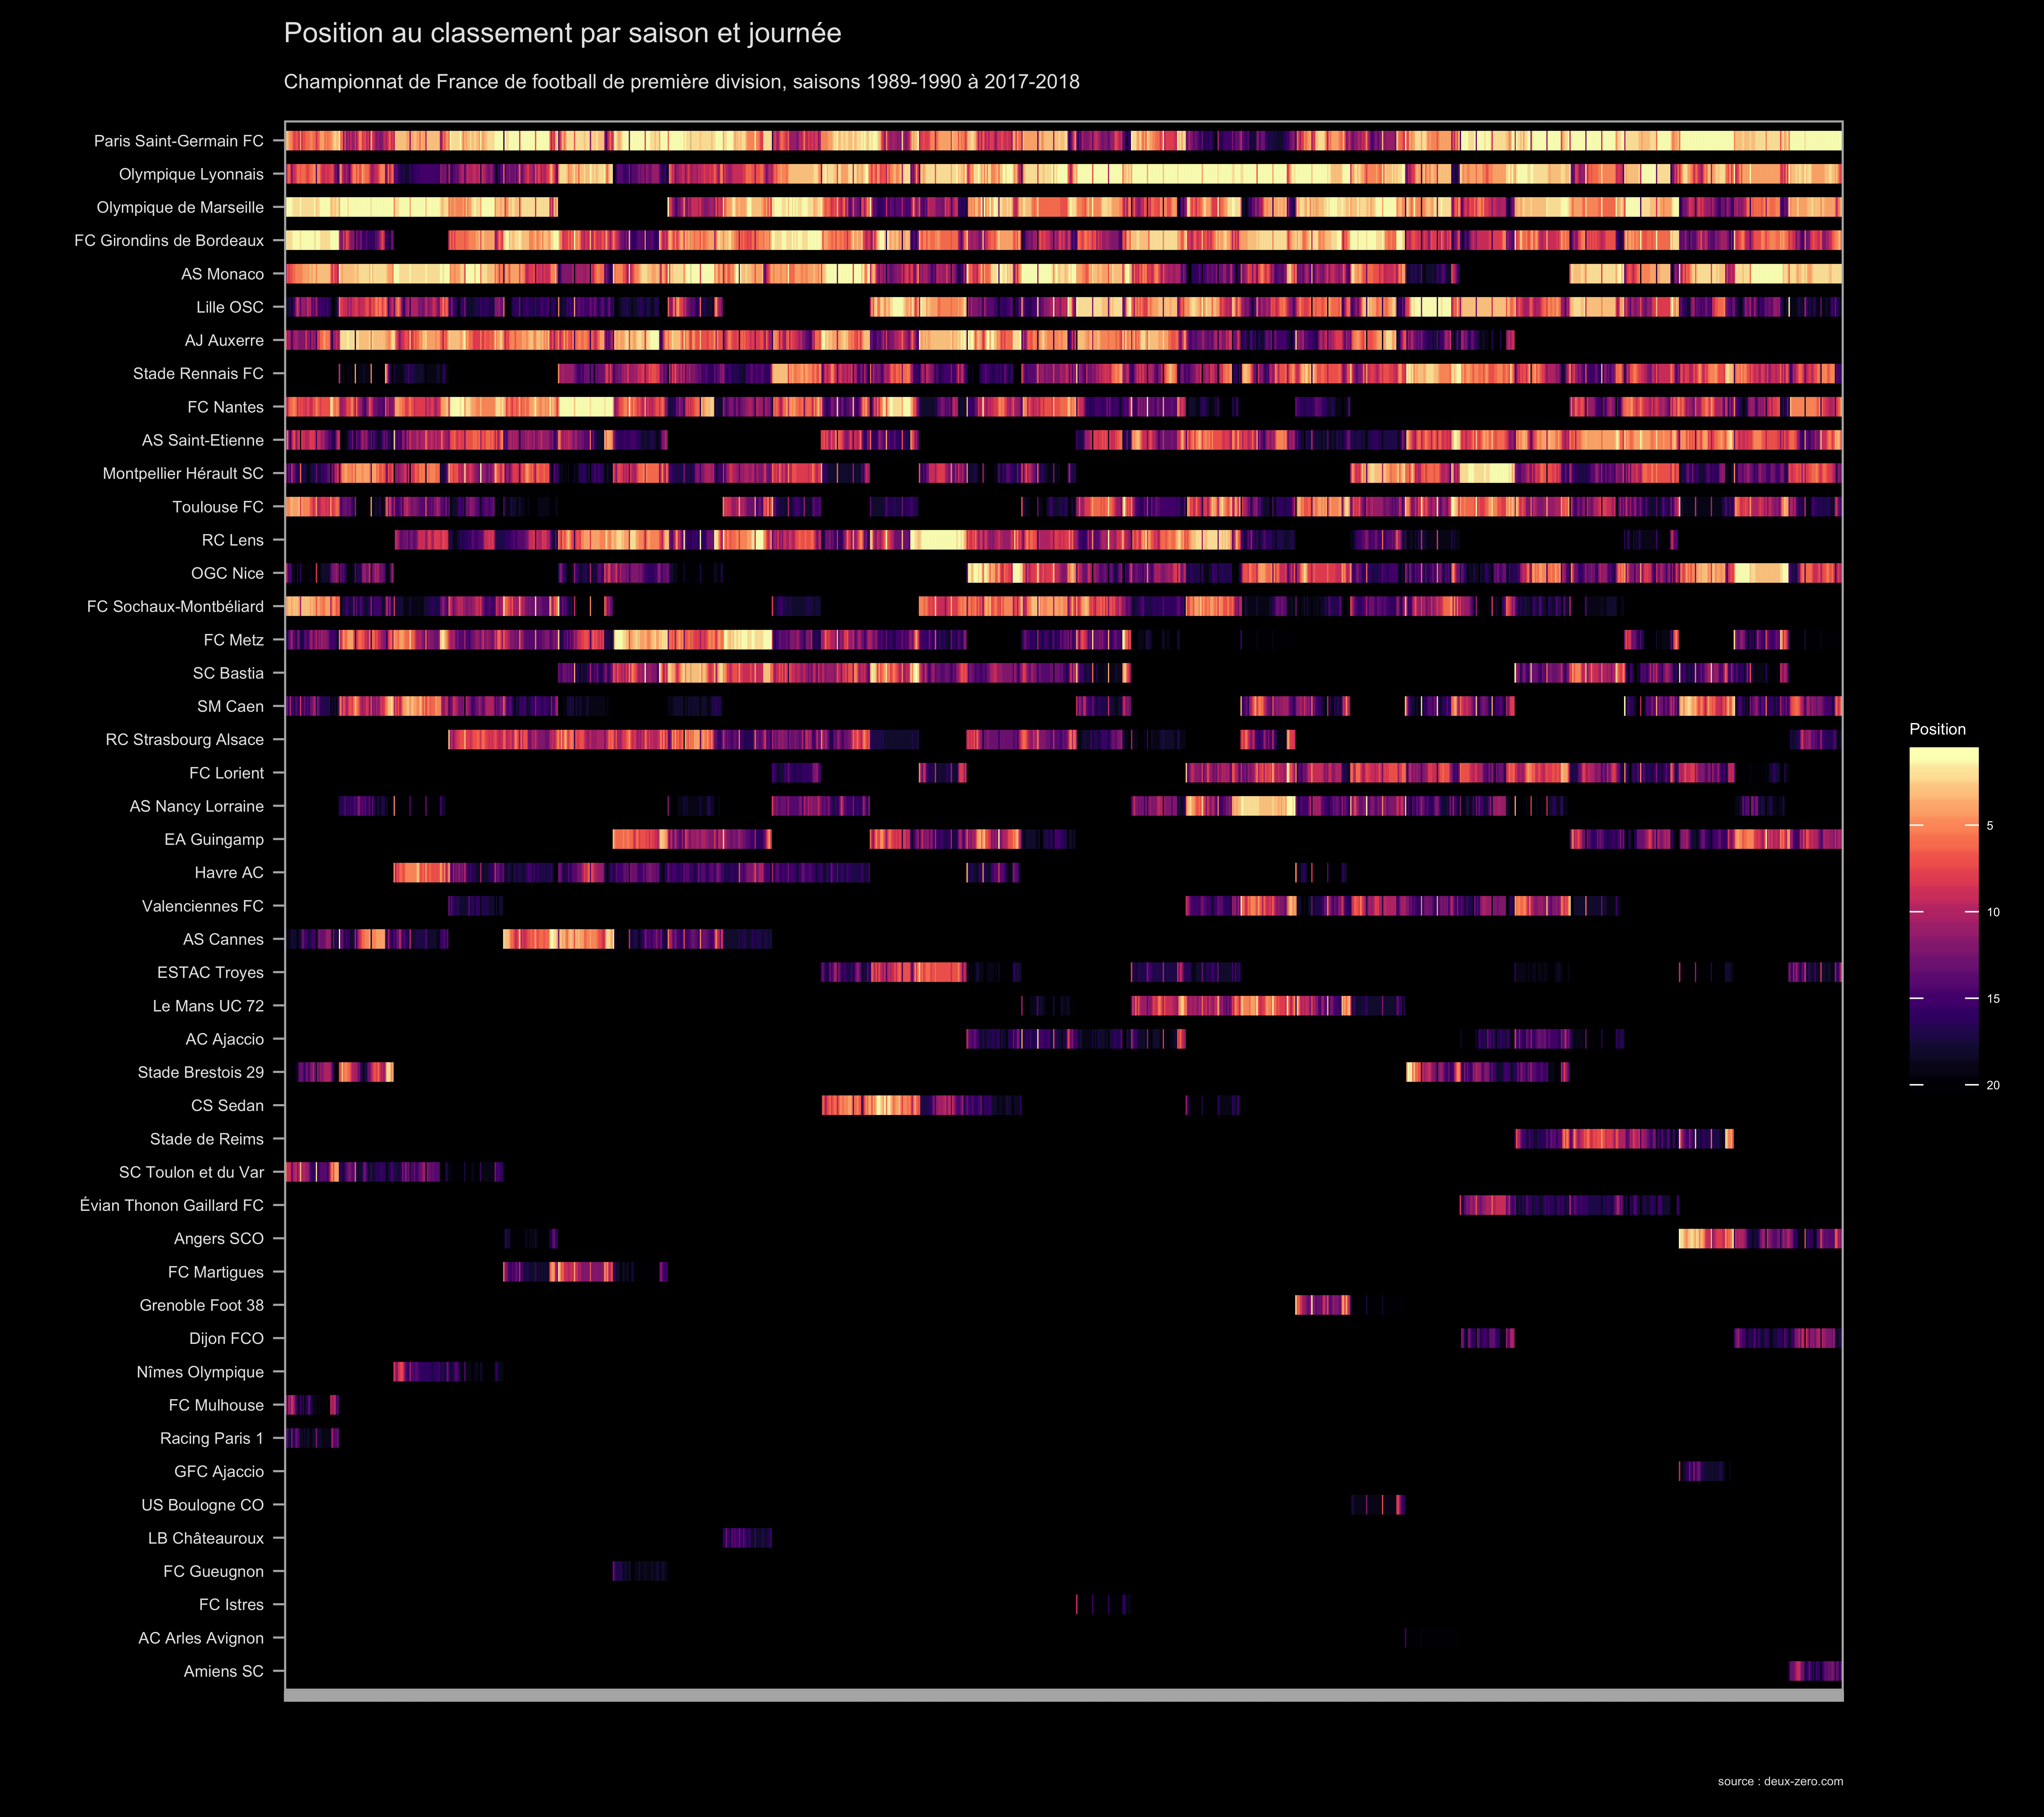 Position au classement par saison et journée
Championnat de France de football de première division, saisons 1989-1990 à 2017-2018
Paris Saint-Germain FC
Olympique Lyonnais
Olympique de Marseille
FC Girondins de Bordeaux
AS Monaco
Lille OSC
AJ Auxerre
Stade Rennais FC
FC Nantes
AS Saint-Etienne
Montpellier Hérault SC
Toulouse FC
RC Lens
OGC Nice
FC Sochaux-Montbéliard
FC Metz
SC Bastia
SM Caen
RC Strasbourg Alsace
FC Lorient
AS Nancy Lorraine
EA Guingamp
Havre AC
Valenciennes FC
AS Cannes
ESTAC Troyes
Le Mans UC 72
AC Ajaccio
Stade Brestois 29
CS Sedan
Stade de Reims
SC Toulon et du Var
Évian Thonon Gaillard FC
Angers SCO
FC Martigues
Grenoble Foot 38
Dijon FCO
Nîmes Olympique
FC Mulhouse
Racing Paris 1
GFC Ajaccio
US Boulogne CO
LB Châteauroux
FC Gueugnon
FC Istres
AC Arles Avignon
Amiens SC
Position
5
10
15
20
source : deux-zero.com